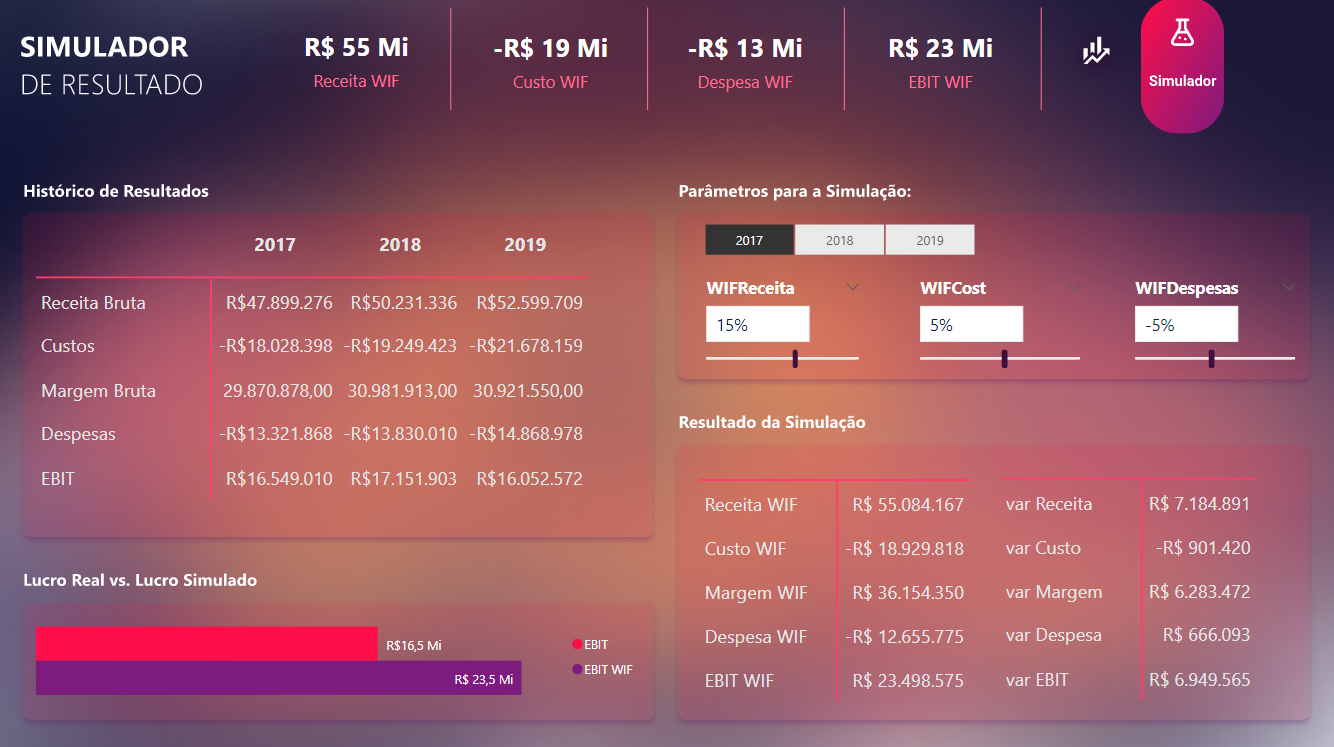 SIMULADOR
DE RESULTADO
R$ 55 Mi
Receita WIF
-R$ 19 Mi
Custo WIF
-R$ 13 Mi
Despesa WIF
R$ 23 Mi
EBIT WIF
Simulador
Histórico de Resultados
2017 2018 2019
Receita Bruta R$47.899.276 R$50.231.336 R$52.599.709
Custos -R$18.028.398 -R$19.249.423 -R$21.678.159
Margem Bruta 29.870.878,00 30.981.913,00 30.921.550,00
Despesas -R$13.321.868 -R$13.830.010 -R$14.868.978
EBIT R$16.549.010 R$17.151.903 R$16.052.572
Lucro Real vs. Lucro Simulado
R$16,5 Mi
R$ 23,5 Mi
EBIT
EBIT WIF
Parâmetros para a Simulação:
2017 2018 2019
WIFReceita WIFCost WIFDespesas
15% 5% -5%
Resultado da Simulação
Receita WIF R$ 55.084.167
Custo WIF -R$ 18.929.818
Margem WIF R$ 36.154.350
Despesa WIF -R$ 12.655.775
EBIT WIF R$ 23.498.575
var Receita R$ 7.184.891
var Custo -R$ 901.420
var Margem R$ 6.283.472
var Despesa R$ 666.093
var EBIT R$ 6.949.565